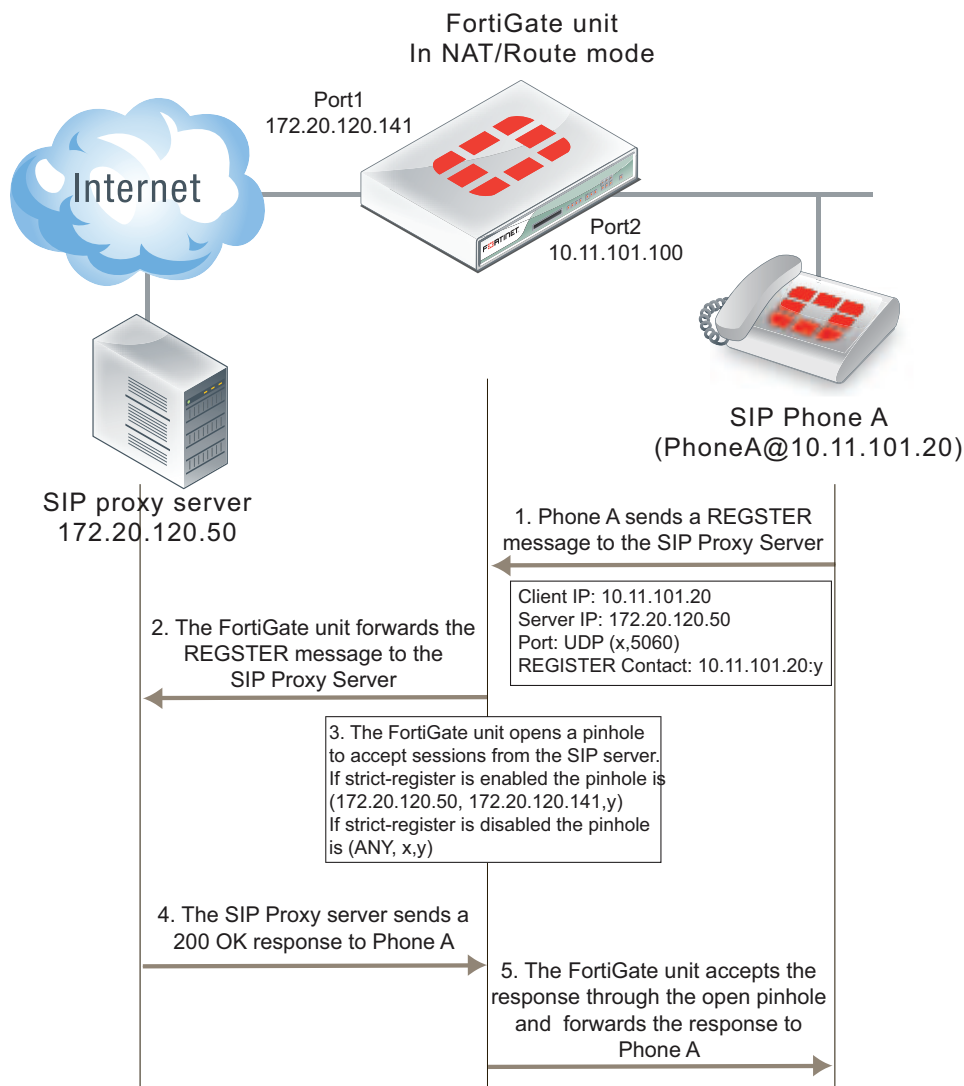 FortiGate unit
In NAT/Route mode
Port1
172.20.120.141
Internet
FORTINET
Port2
10.11.101.100
SIP Phone A
(PhoneA@10.11.101.20)
SIP proxy server
172.20.120.50
1. Phone A sends a REGSTER
message to the SIP Proxy Server
Client IP: 10.11.101.20
Server IP: 172.20.120.50
Port: UDP (x,5060)
REGISTER Contact: 10.11.101.20:y
2. The FortiGate unit forwards the
REGSTER message to the
SIP Proxy Server
3. The FortiGate unit opens a pinhole
to accept sessions from the SIP server.
If strict-register is enabled the pinhole is
(172.20.120.50, 172.20.120.141,y)
If strict-register is disabled the pinhole
is (ANY, x,y)
4. The SIP Proxy server sends a
200 OK response to Phone A
5. The FortiGate unit accepts the
response through the open pinhole
and forwards the response to
Phone A